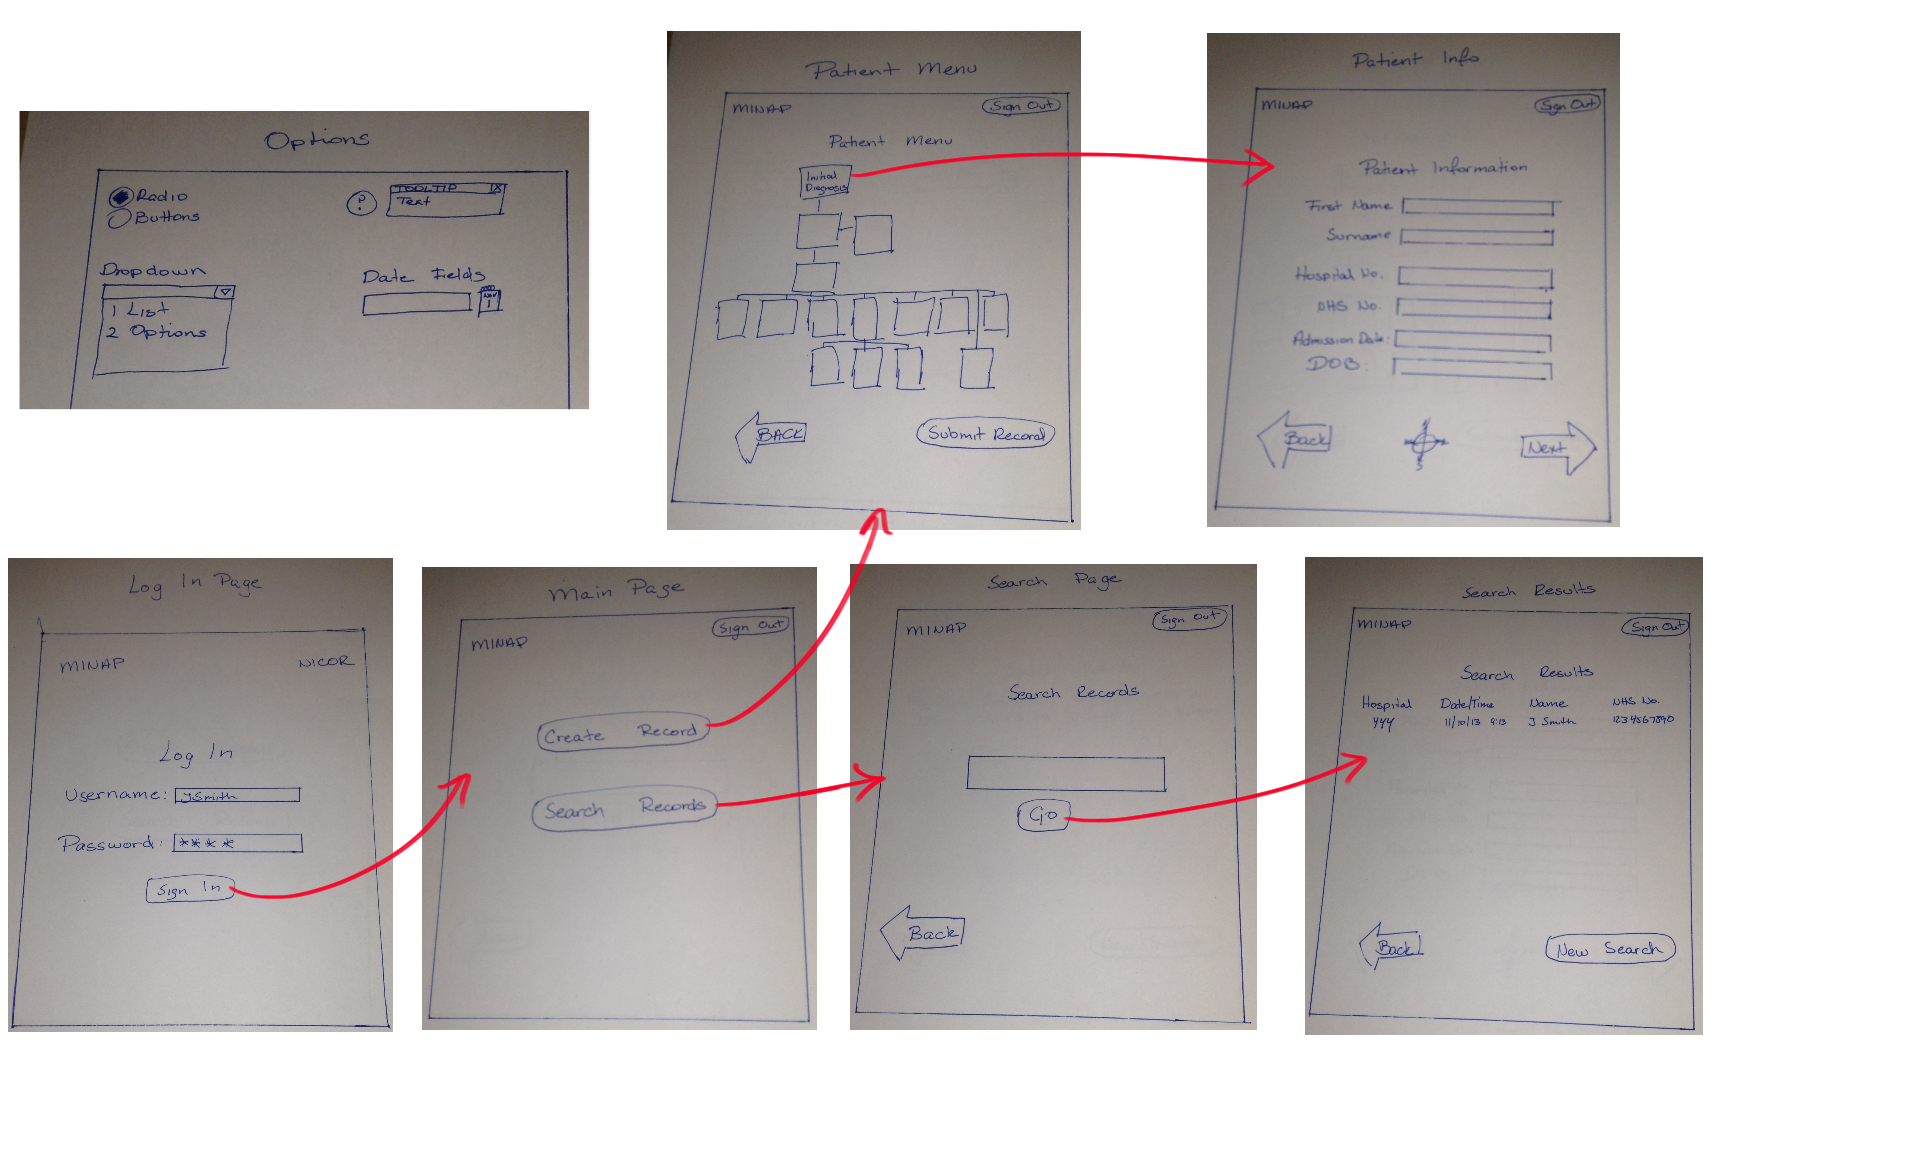 Options
Radio
Buttons
? TOOLTIP X
Text
Dropdown
1 List
2 Options
Date Fields
Patient Menu
MINAP Sign Out
Patient Menu
Initial
Diagnosis
BACK Submit Record
Patient Info
MINAP Sign Out
Patient Information
First Name
Surname
Hospital No.
NHS No.
Admission Date:
DOB:
Back Next
Log In Page
MINAP NICOR
Log In
Username: JSmith
Password: ****
Sign In
Main Page
MINAP Sign Out
Create Record
Search Records
Search Page
MINAP Sign Out
Search Records
Go
Back
Search Results
MINAP Sign Out
Search Results
Hospital Date/Time Name NHS No.
YYY 11/10/13 9:13 J Smith 1234567890
Back New Search